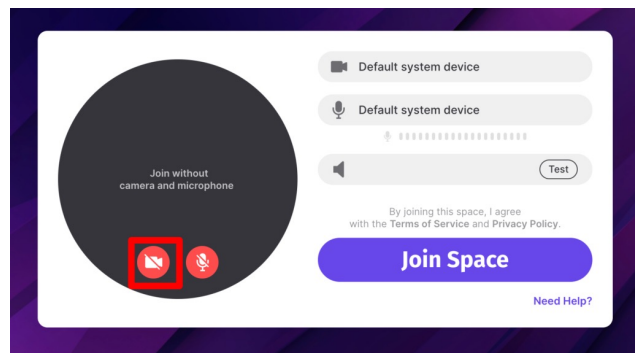 Default system device
Default system device
Test
Join without
camera and microphone
By joining this space, I agree
with the Terms of Service and Privacy Policy.
Join Space
Need Help?